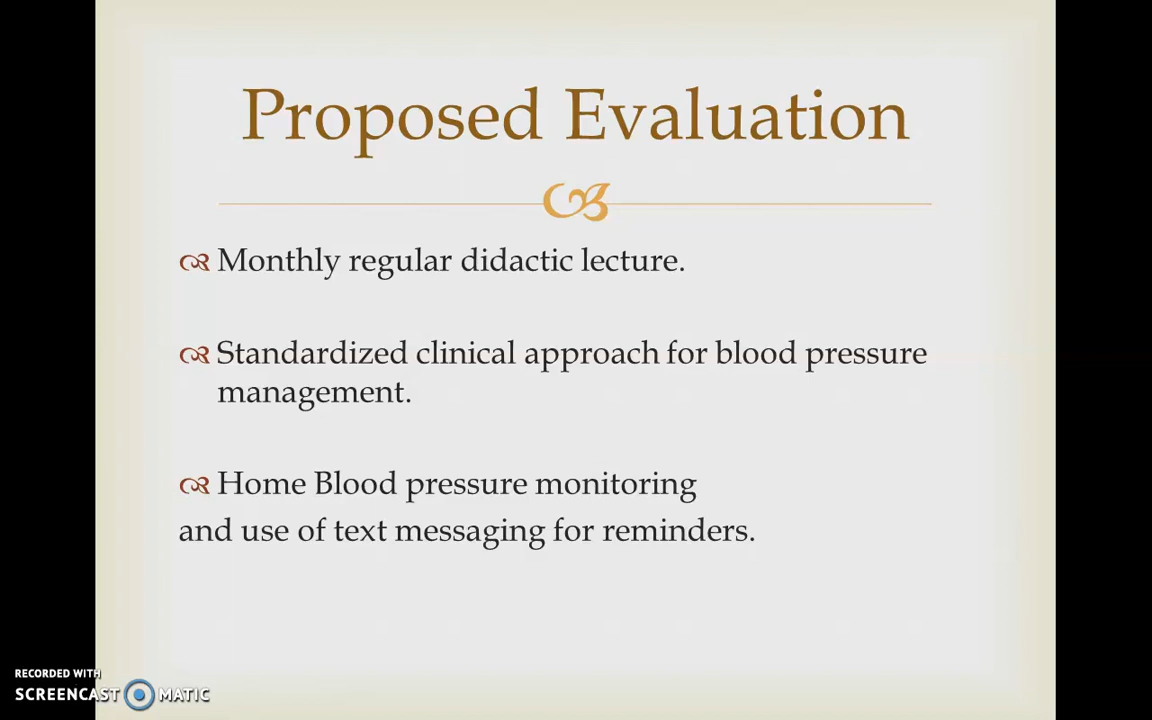 Proposed Evaluation
Monthly regular didactic lecture.
Standardized clinical approach for blood pressure
management.
Home Blood pressure monitoring
and use of text messaging for reminders.
RECORDED WITH
SCREENCAST MATIC